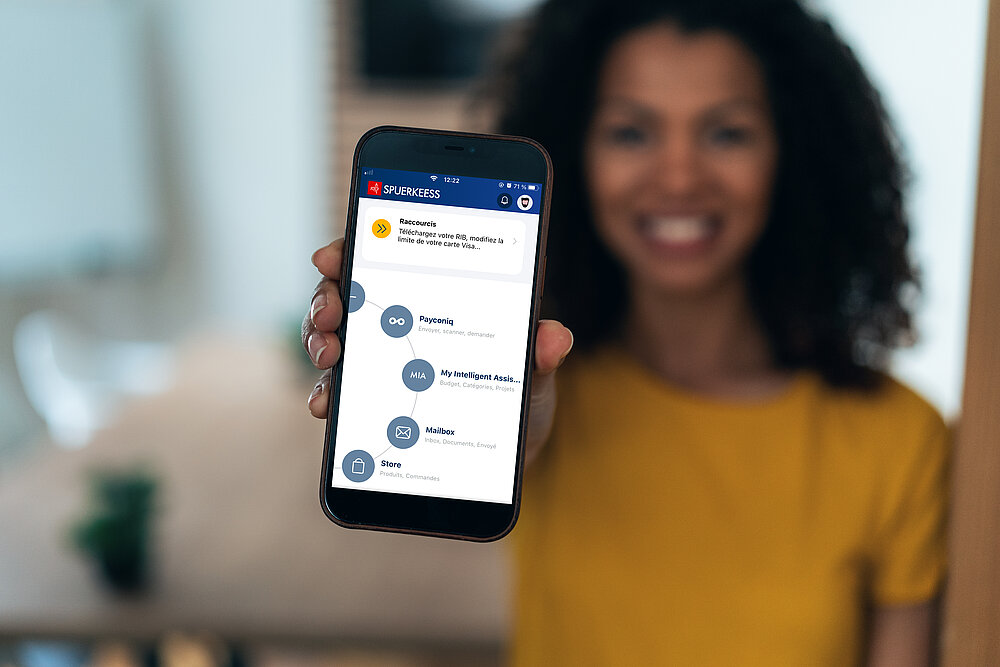 12:22
71 %
SPUERKEESS
Raccourcis
Téléchargez votre RIB, modifiez la
limite de votre carte Visa...
Payconiq
Envoyer, scanner, demander
MIA
My Intelligent Assis...
Budget, Catégories, Projets
Mailbox
Inbox, Documents, Envoyé
Store
Produits, Commandes